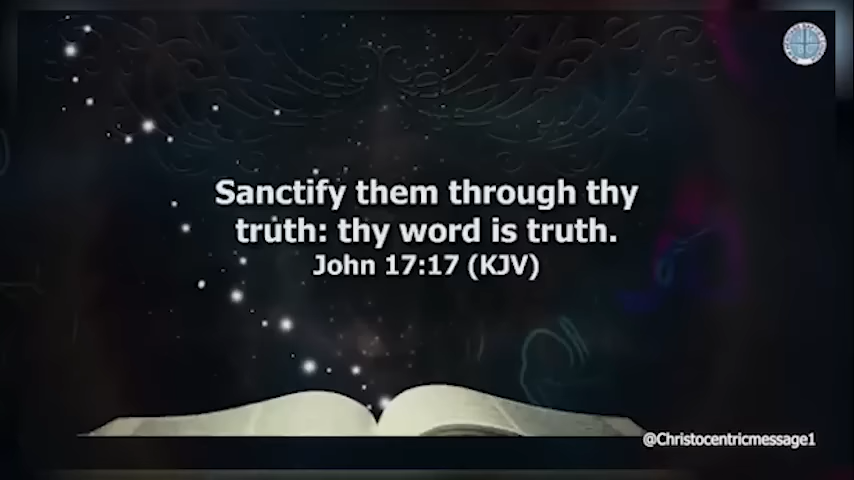 Sanctify them through thy
truth: thy word is truth.
John 17:17 (KJV)
@Christocentricmessage1